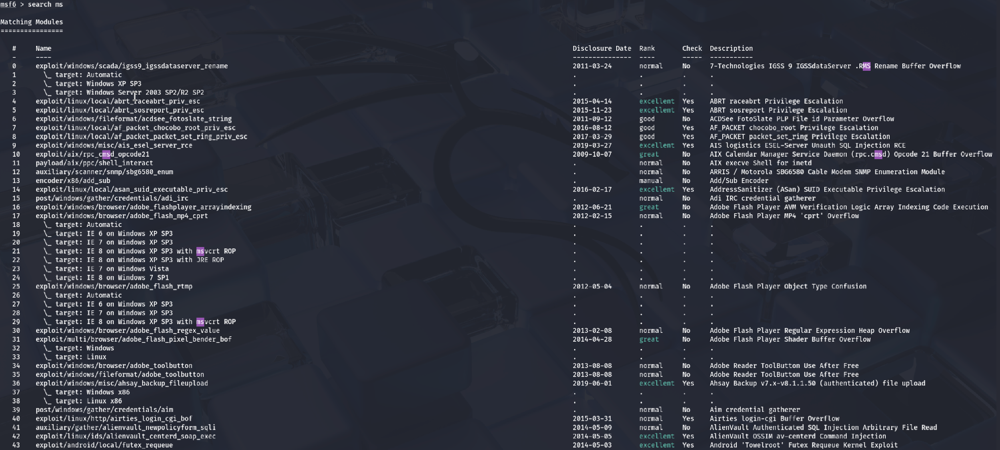 msf6 > search ms
Matching Modules
================
# Name Disclosure Date Rank Check Description
- ---- --------------- ---- ----- -----------
0 exploit/windows/scada/igss9_igssdataserver_rename 2011-03-24 normal No 7-Technologies IGSS 9 IGSSdataServer .RMS Rename Buffer Overflow
1 \_ target: Automatic . . . .
2 \_ target: Windows XP SP3 . . . .
3 \_ target: Windows Server 2003 SP2/R2 SP2 . . . .
4 exploit/linux/local/abrt_raceabrt_priv_esc 2015-04-14 excellent Yes ABRT raceabrt Privilege Escalation
5 exploit/linux/local/abrt_sosreport_priv_esc 2015-11-23 excellent Yes ABRT sosreport Privilege Escalation
6 exploit/windows/fileformat/acdsee_fotoslate_string 2011-09-12 good No ACDSee FotoSlate PLP File id Parameter Overflow
7 exploit/linux/local/af_packet_chocobo_root_priv_esc 2016-08-12 good Yes AF_PACKET chocobo_root Privilege Escalation
8 exploit/linux/local/af_packet_packet_set_ring_priv_esc 2017-03-29 good Yes AF_PACKET packet_set_ring Privilege Escalation
9 exploit/windows/misc/ais_esel_server_rce 2019-03-27 excellent Yes AIS logistics ESEL-Server Unauth SQL Injection RCE
10 exploit/aix/rpc_cmsd_opcode21 2009-10-07 great No AIX Calendar Manager Service Daemon (rpc.cmsd) Opcode 21 Buffer Overflow
11 payload/aix/ppc/shell_interact . normal No AIX execve Shell for inetd
12 auxiliary/scanner/snmp/sbg6580_enum . normal No ARRIS / Motorola SBG6580 Cable Modem SNMP Enumeration Module
13 encoder/x86/add_sub . manual No Add/Sub Encoder
14 exploit/linux/local/asan_suid_executable_priv_esc 2016-02-17 excellent Yes AddressSanitizer (ASan) SUID Executable Privilege Escalation
15 post/windows/gather/credentials/adi_irc . normal No Adi IRC credential gatherer
16 exploit/windows/browser/adobe_flashplayer_arrayindexing 2012-06-21 great No Adobe Flash Player AVM Verification Logic Array Indexing Code Execution
17 exploit/windows/browser/adobe_flash_mp4_cprt 2012-02-15 normal No Adobe Flash Player MP4 'cprt' Overflow
18 \_ target: Automatic . . . .
19 \_ target: IE 6 on Windows XP SP3 . . . .
20 \_ target: IE 7 on Windows XP SP3 . . . .
21 \_ target: IE 8 on Windows XP SP3 with msvcrt ROP . . . .
22 \_ target: IE 8 on Windows XP SP3 with JRE ROP . . . .
23 \_ target: IE 7 on Windows Vista . . . .
24 \_ target: IE 8 on Windows 7 SP1 . . . .
25 exploit/windows/browser/adobe_flash_rtmp 2012-05-04 normal No Adobe Flash Player Object Type Confusion
26 \_ target: Automatic . . . .
27 \_ target: IE 6 on Windows XP SP3 . . . .
28 \_ target: IE 7 on Windows XP SP3 . . . .
29 \_ target: IE 8 on Windows XP SP3 with msvcrt ROP . . . .
30 exploit/windows/browser/adobe_flash_regex_value 2013-02-08 normal No Adobe Flash Player Regular Expression Heap Overflow
31 exploit/multi/browser/adobe_flash_pixel_bender_bof 2014-04-28 great No Adobe Flash Player Shader Buffer Overflow
32 \_ target: Windows . . . .
33 \_ target: Linux . . . .
34 exploit/windows/browser/adobe_toolbutton 2013-08-08 normal No Adobe Reader ToolButton Use After Free
35 exploit/windows/fileformat/adobe_toolbutton 2013-08-08 normal No Adobe Reader ToolButton Use After Free
36 exploit/windows/misc/ahsay_backup_fileupload 2019-06-01 excellent Yes Ahsay Backup v7.x-v8.1.1.50 (authenticated) file upload
37 \_ target: Windows x86 . . . .
38 \_ target: Linux x86 . . . .
39 post/windows/gather/credentials/aim . normal No Aim credential gatherer
40 exploit/linux/http/airties_login_cgi_bof 2015-03-31 normal Yes Airties login-cgi Buffer Overflow
41 auxiliary/gather/alienvault_newpolicyform_sqli 2014-05-09 normal No AlienVault Authenticated SQL Injection Arbitrary File Read
42 exploit/linux/ids/alienvault_centerd_soap_exec 2014-05-05 excellent Yes AlienVault OSSIM av-centerd Command Injection
43 exploit/android/local/futex_requeue 2014-05-03 excellent Yes Android 'Towelroot' Futex Requeue Kernel Exploit